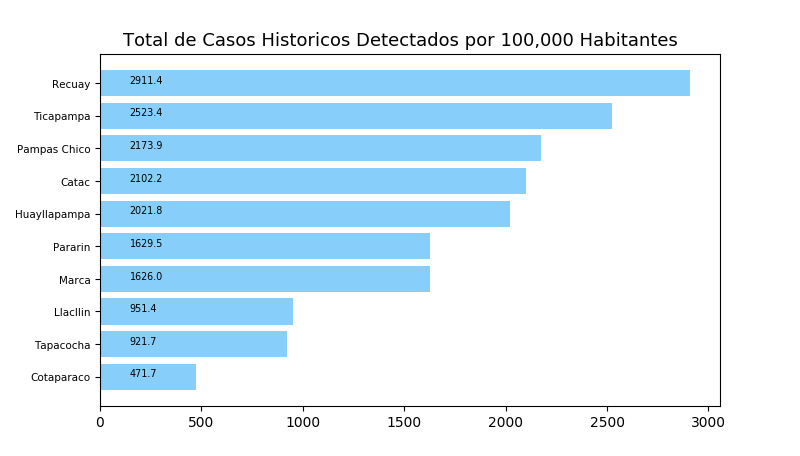 Total de Casos Historicos Detectados por 100,000 Habitantes
Recuay 2911.4
Ticapampa 2523.4
Pampas Chico 2173.9
Catac 2102.2
Huayllapampa 2021.8
Pararin 1629.5
Marca 1626.0
Llacllin 951.4
Tapacocha 921.7
Cotaparaco 471.7
0 500 1000 1500 2000 2500 3000